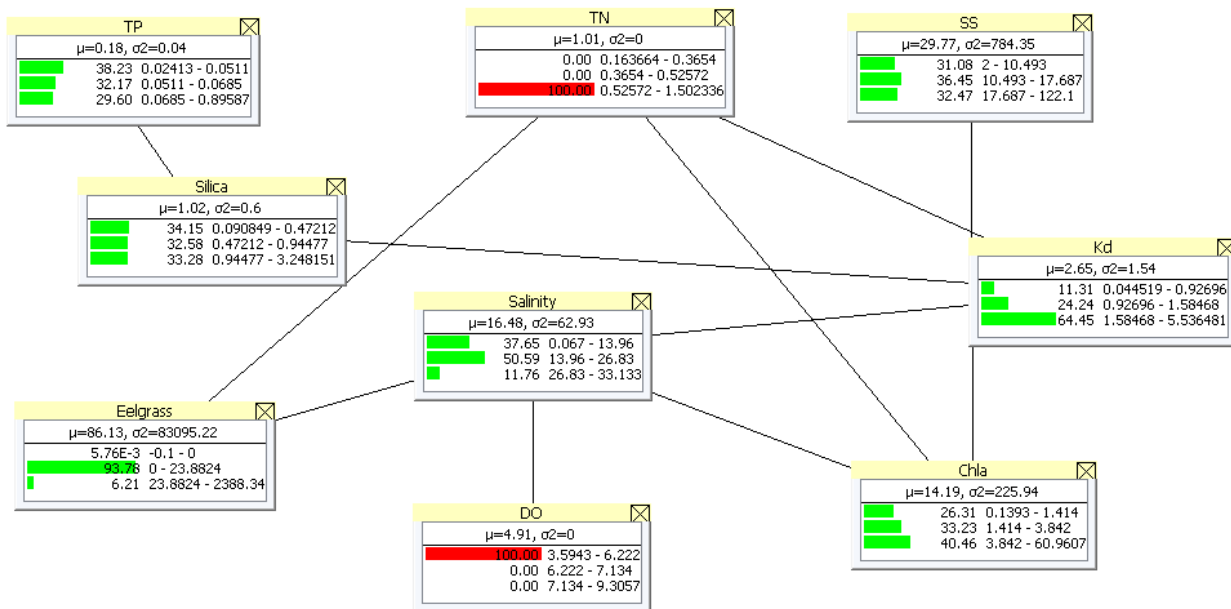 TP
μ=0.18, σ2=0.04
38.23 0.02413 - 0.0511
32.17 0.0511 - 0.0685
29.60 0.0685 - 0.89587
TN
μ=1.01, σ2=0
0.00 0.163664 - 0.3654
0.00 0.3654 - 0.52572
100.00 0.52572 - 1.502336
SS
μ=29.77, σ2=784.35
31.08 2 - 10.493
36.45 10.493 - 17.687
32.47 17.687 - 122.1
Silica
μ=1.02, σ2=0.6
34.15 0.090849 - 0.47212
32.58 0.47212 - 0.94477
33.28 0.94477 - 3.248151
Kd
μ=2.65, σ2=1.54
11.31 0.044519 - 0.92696
24.24 0.92696 - 1.58468
64.45 1.58468 - 5.536481
Salinity
μ=16.48, σ2=62.93
37.65 0.067 - 13.96
50.59 13.96 - 26.83
11.76 26.83 - 33.133
Eelgrass
μ=86.13, σ2=83095.22
5.76E-3 -0.1 - 0
93.78 0 - 23.8824
6.21 23.8824 - 2388.34
DO
μ=4.91, σ2=0
100.00 3.5943 - 6.222
0.00 6.222 - 7.134
0.00 7.134 - 9.3057
Chla
μ=14.19, σ2=225.94
26.31 0.1393 - 1.414
33.23 1.414 - 3.842
40.46 3.842 - 60.9607